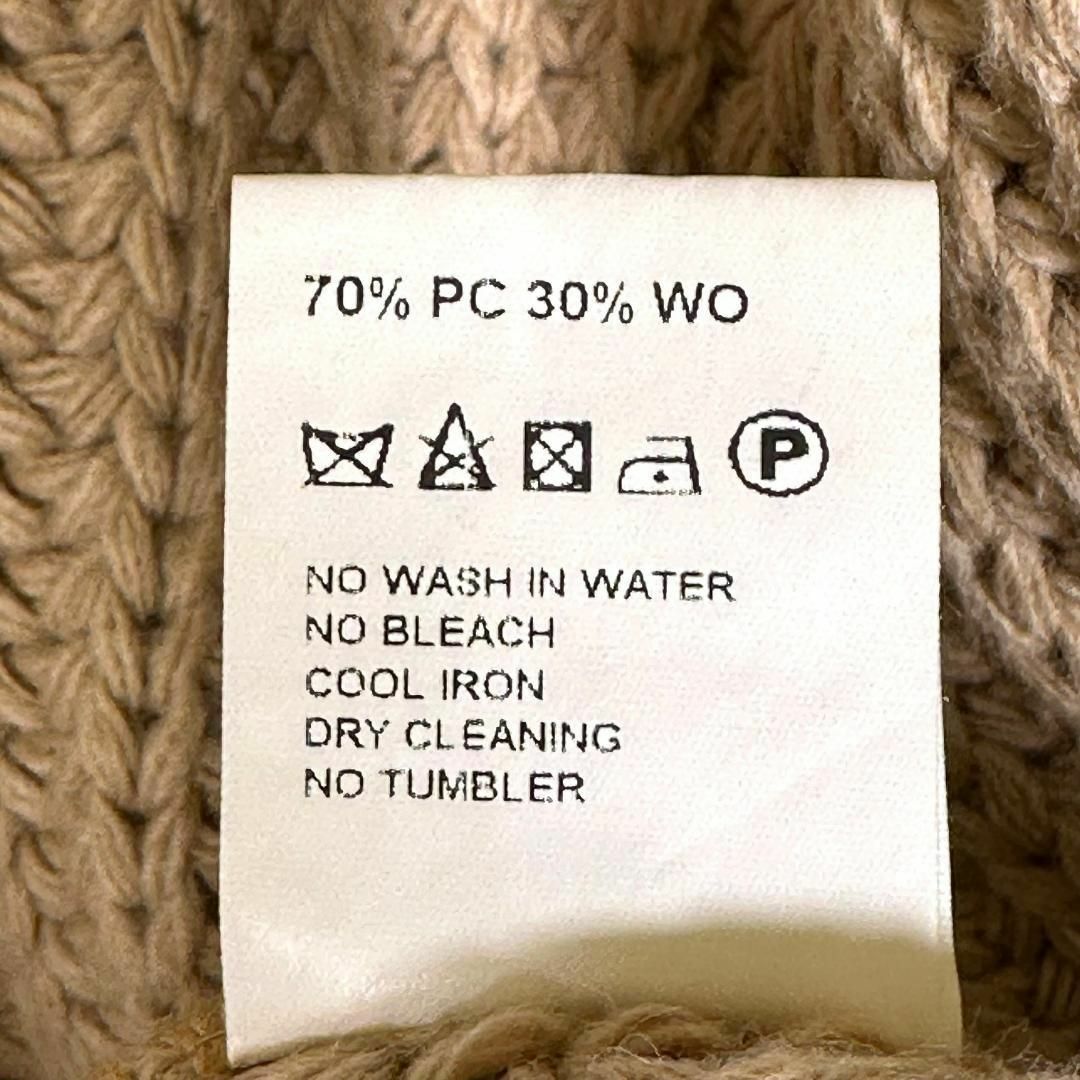 70% PC 30% WO
P
NO WASH IN WATER
NO BLEACH
COOL IRON
DRY CLEANING
NO TUMBLER